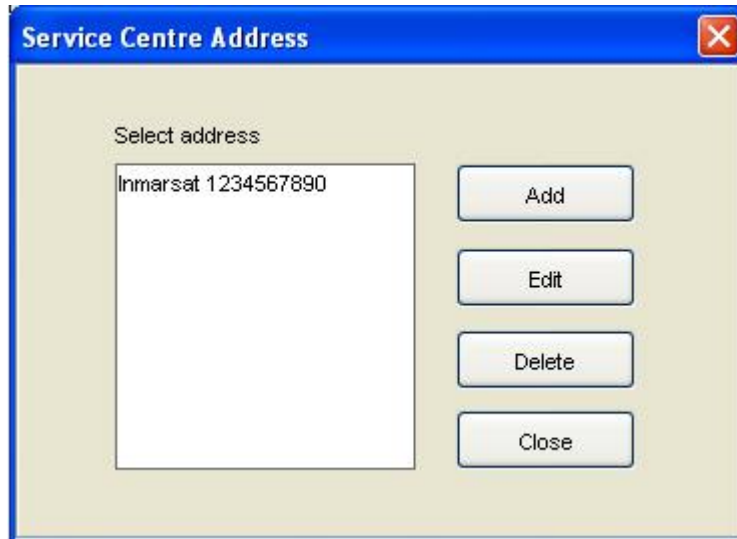 Service Centre Address
Select address
Inmarsat 1234567890
Add
Edit
Delete
Close